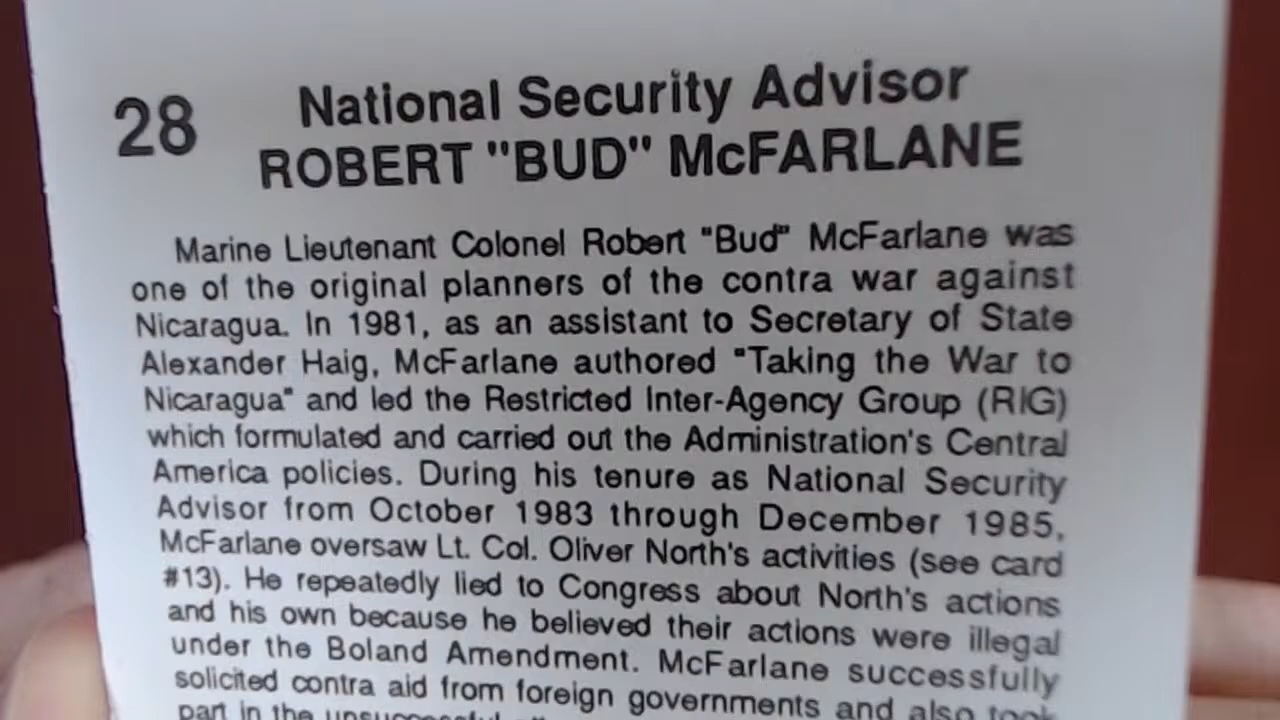 28
National Security Advisor
ROBERT "BUD" McFARLANE
Marine Lieutenant Colonel Robert "Bud" McFarlane was
one of the original planners of the contra war against
Nicaragua. In 1981, as an assistant to Secretary of State
Alexander Haig, McFarlane authored "Taking the War to
Nicaragua" and led the Restricted Inter-Agency Group (RIG)
which formulated and carried out the Administration's Central
America policies. During his tenure as National Security
Advisor from October 1983 through December 1985,
McFarlane oversaw Lt. Col. Oliver North's activities (see card
#13). He repeatedly lied to Congress about North's actions
and his own because he believed their actions were illegal
under the Boland Amendment. McFarlane successfully
solicited contra aid from foreign governments and also took
part in the unsuccessful